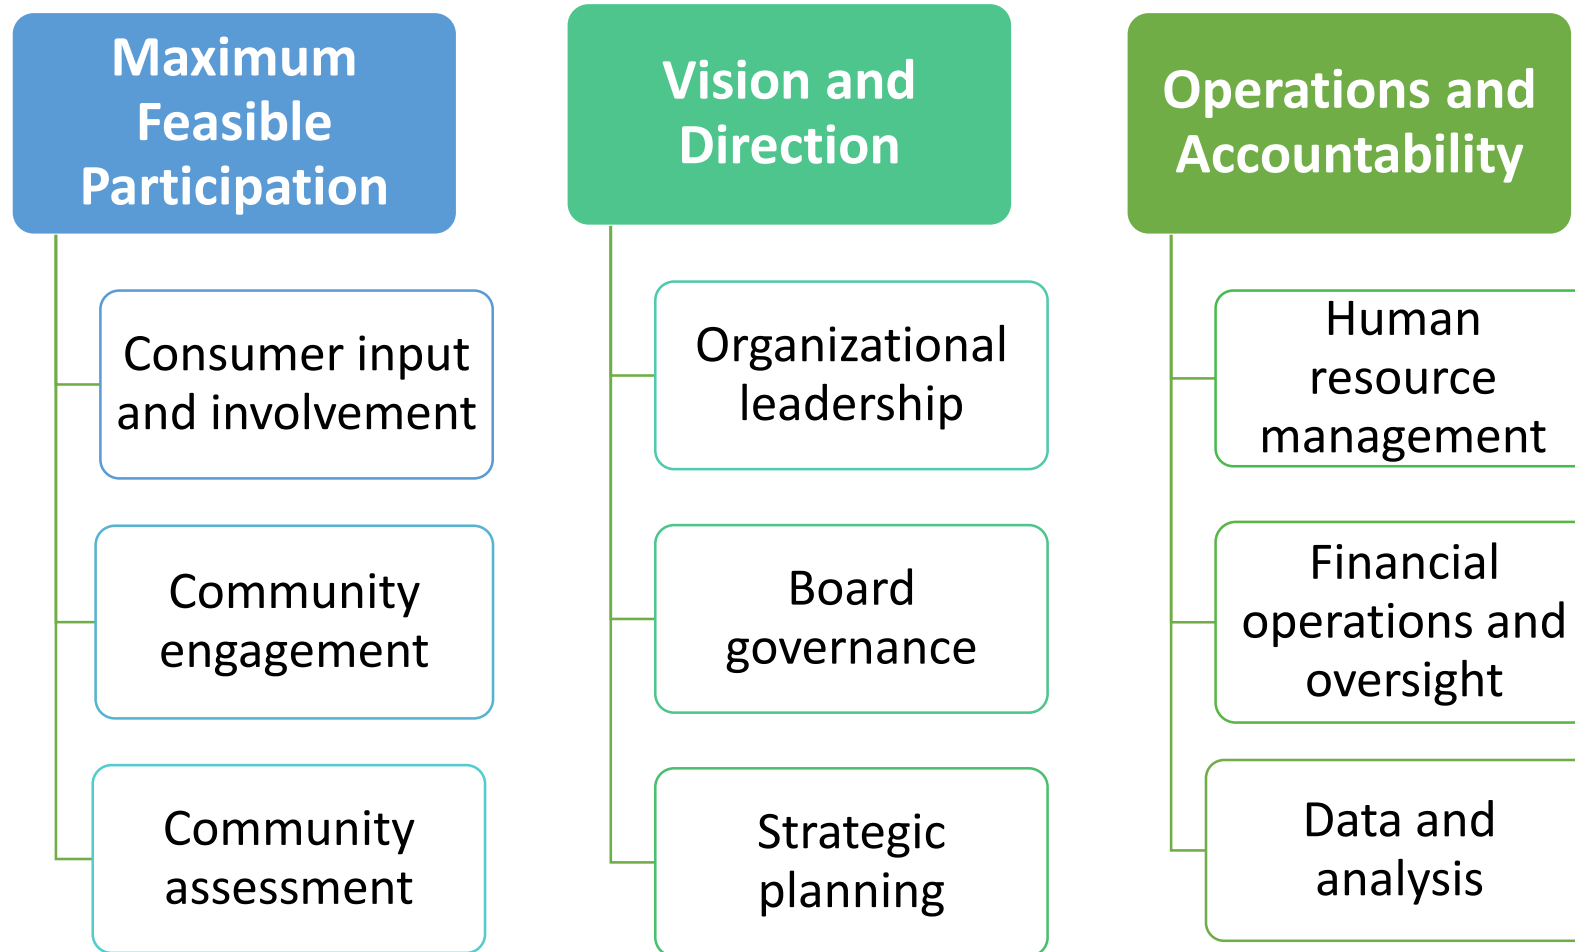 Maximum
Feasible
Participation
Consumer input
and involvement
Community
engagement
Community
assessment
Vision and
Direction
Organizational
leadership
Board
governance
Strategic
planning
Operations and
Accountability
Human
resource
management
Financial
operations and
oversight
Data and
analysis